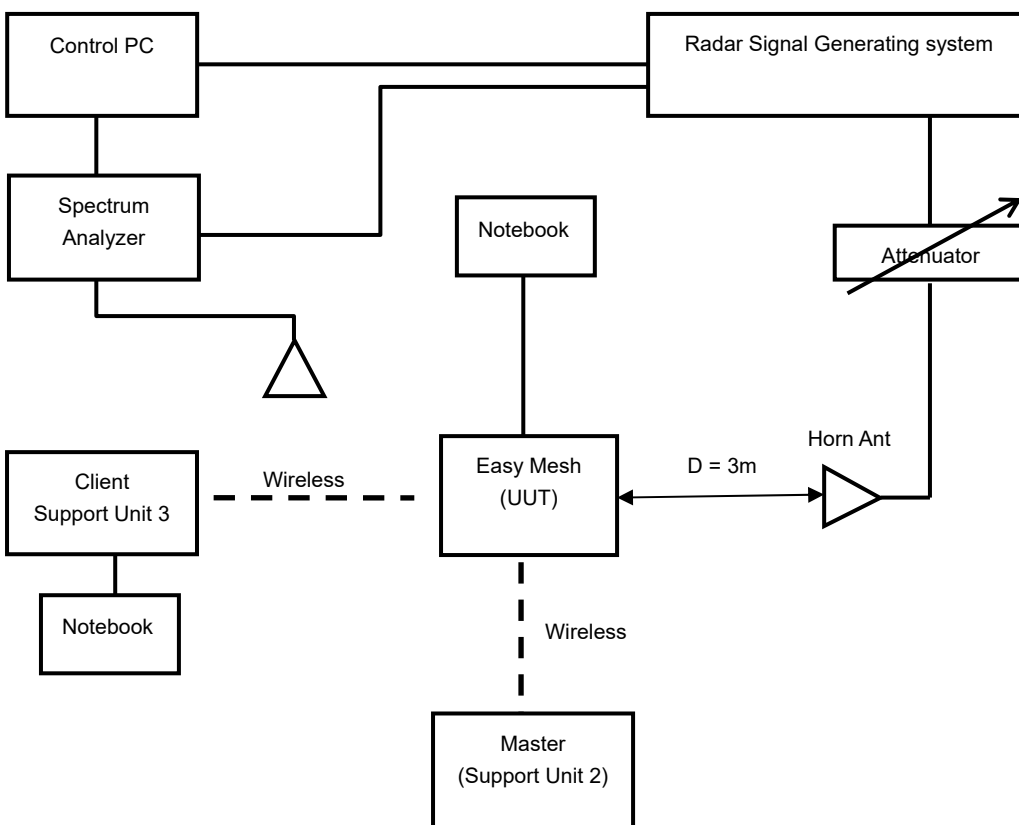 Control PC
Radar Signal Generating system
Spectrum
Analyzer
Notebook
Attenuator
Horn Ant
Easy Mesh
(UUT)
D = 3m
Client
Support Unit 3
Wireless
Notebook
Wireless
Master
(Support Unit 2)